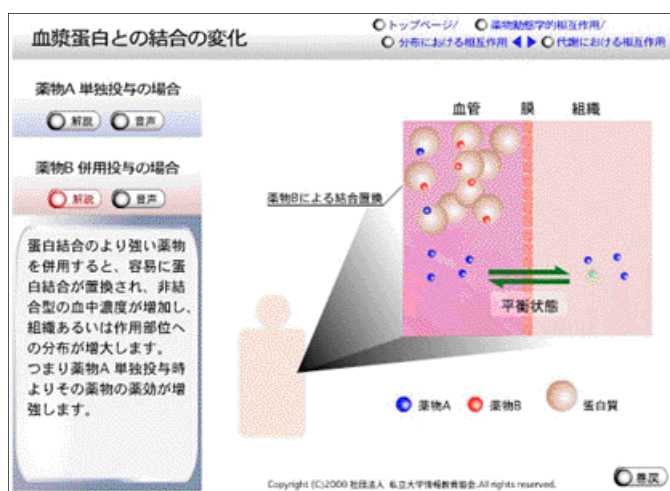 血漿蛋白との結合の変化
トップページ/ 薬物動態学的相互作用/
分布における相互作用 代謝における相互作用
薬物A 単独投与の場合
解説 音声
薬物B 併用投与の場合
解説 音声
蛋白結合のより強い薬物
を併用すると、容易に蛋
白結合が置換され、非結
合型の血中濃度が増加し、
組織あるいは作用部位へ
の分布が増大します。
つまり薬物A 単独投与時
よりその薬物の薬効が増
強します。
血管 膜 組織
薬物Bによる結合置換
平衡状態
薬物A 薬物B 蛋白質
Copyright (C)2000 社団法人 私立大学情報教育協会.All rights reserved.
巻戻